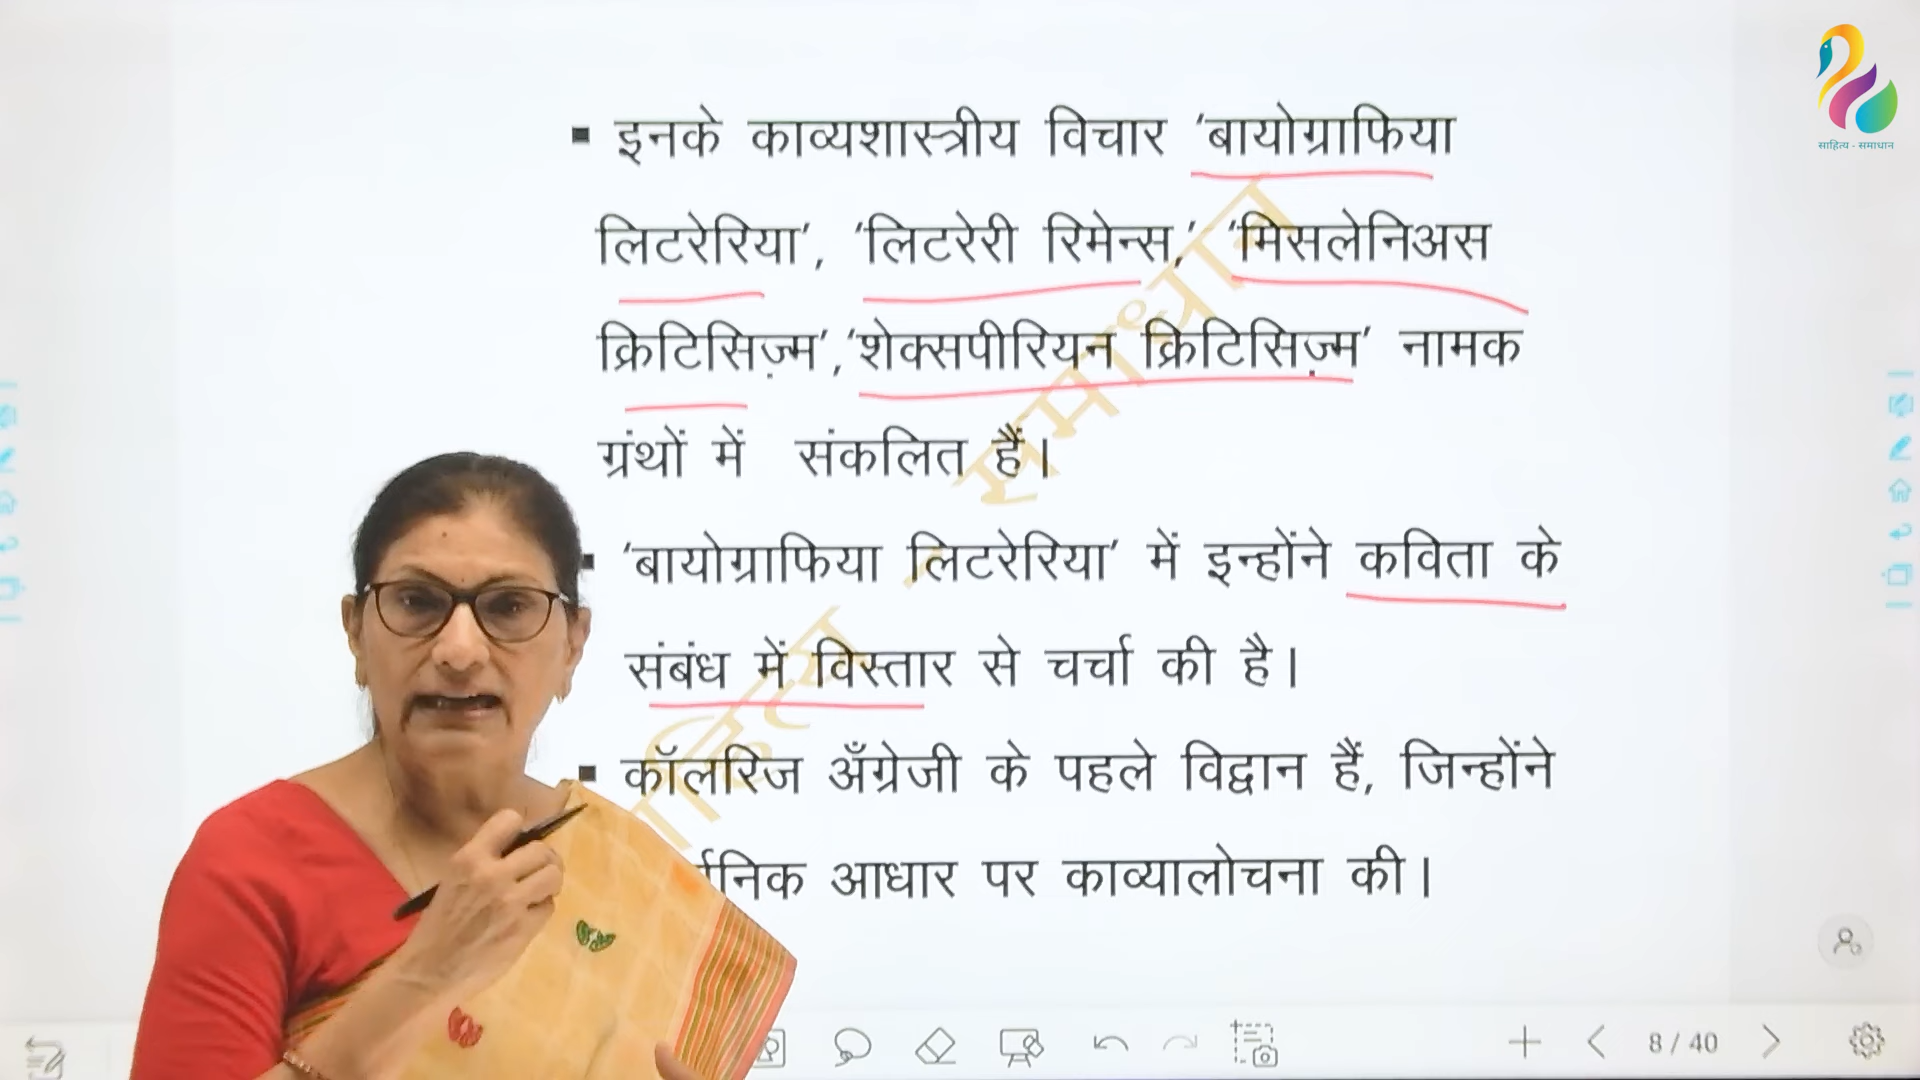 इनके काव्यशास्त्रीय विचार ‘बायोग्राफिया
लिटरेरिया’, ‘लिटरेरी रिमेन्स,’ ‘मिसलेनिअस
क्रिटिसिज़्म’,‘शेक्सपीरियन क्रिटिसिज़्म’ नामक
ग्रंथों में संकलित हैं।
‘बायोग्राफिया लिटरेरिया’ में इन्होंने कविता के
संबंध में विस्तार से चर्चा की है।
कॉलरिज अँग्रेजी के पहले विद्वान हैं, जिन्होंने
आधार पर काव्यालोचना की।
साहित्य - समाधान
साहित्य - समाधान
8 / 40